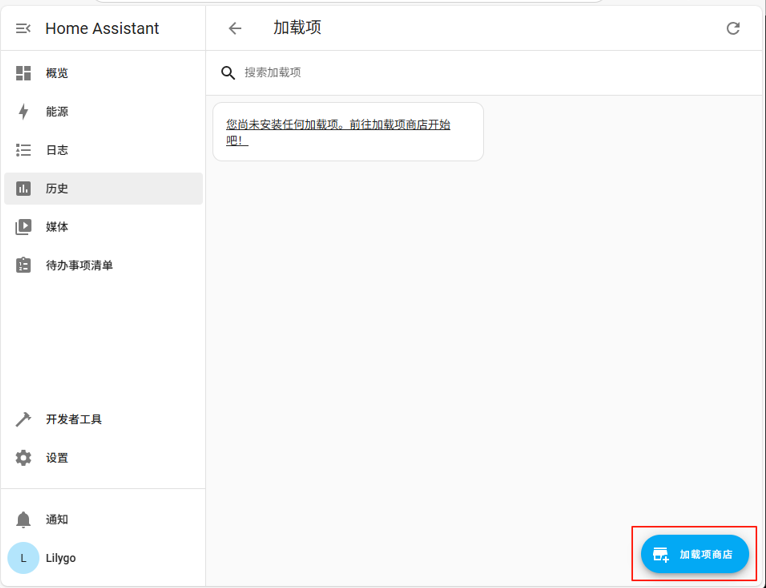 Home Assistant
加载项
概览
搜索加载项
能源
您尚未安装任何加载项。前往加载项商店开始
吧！
日志
历史
媒体
待办事项清单
开发者工具
设置
通知
L
Lilygo
加载项商店